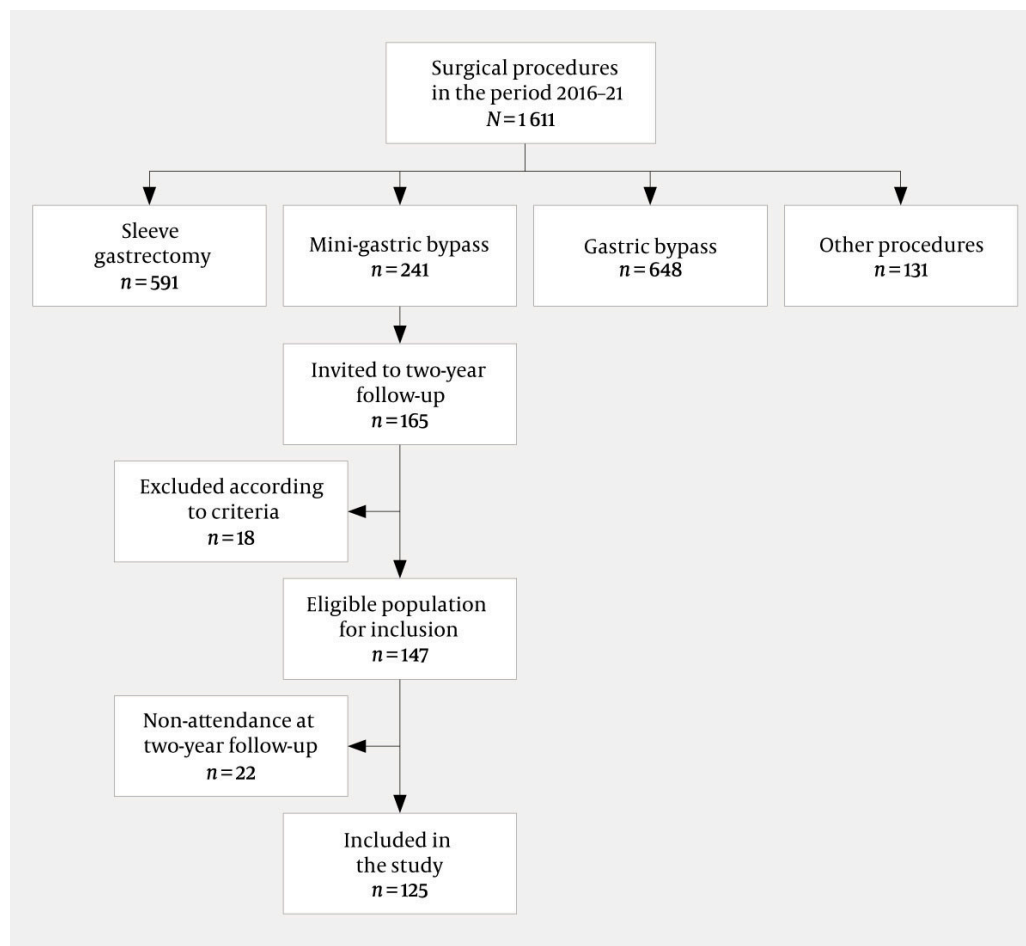 Surgical procedures
in the period 2016–21
N=1 611
Sleeve
gastrectomy
n=591
Mini-gastric bypass
n=241
Gastric bypass
n=648
Other procedures
n=131
Invited to two-year
follow-up
n=165
Excluded according
to criteria
n=18
Eligible population
for inclusion
n=147
Non-attendance at
two-year follow-up
n=22
Included in
the study
n=125